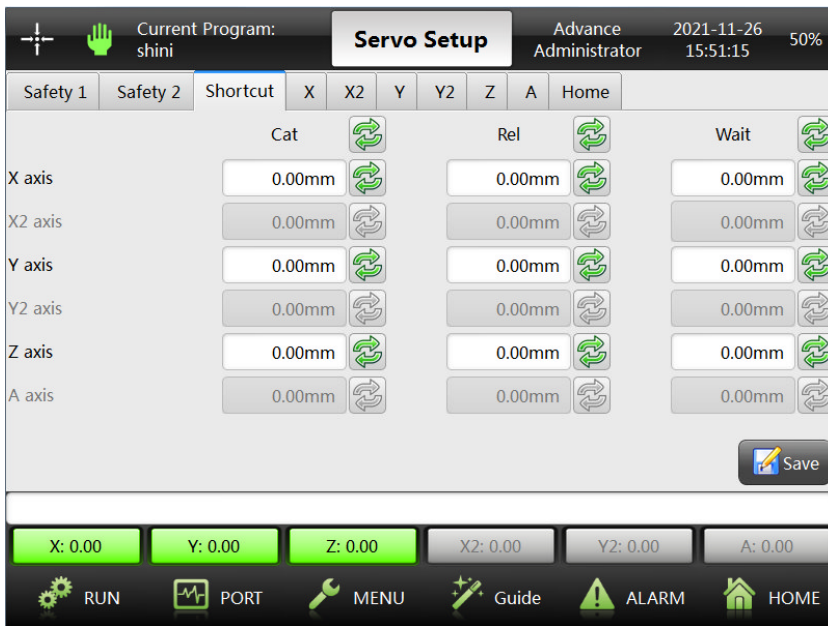 Current Program:
shini
Servo Setup
Advance
Administrator
2021-11-26
15:51:15
50%
Safety 1 Safety 2 Shortcut X X2 Y Y2 Z A Home
Cat Rel Wait
X axis 0.00mm 0.00mm 0.00mm
X2 axis 0.00mm 0.00mm 0.00mm
Y axis 0.00mm 0.00mm 0.00mm
Y2 axis 0.00mm 0.00mm 0.00mm
Z axis 0.00mm 0.00mm 0.00mm
A axis 0.00mm 0.00mm 0.00mm
Save
X: 0.00 Y: 0.00 Z: 0.00 X2: 0.00 Y2: 0.00 A: 0.00
RUN PORT MENU Guide ALARM HOME